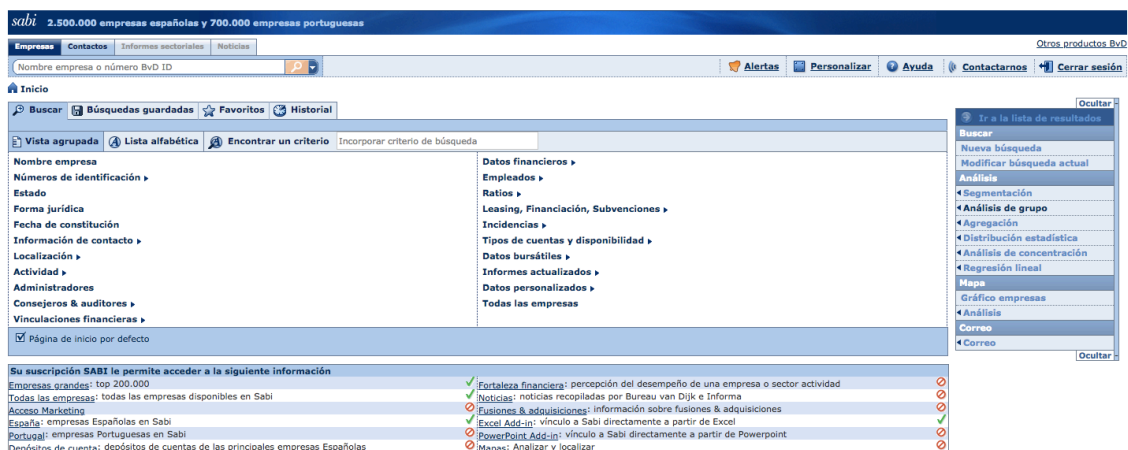 sabi 2.500.000 empresas españolas y 700.000 empresas portuguesas
Empresas Contactos Informes sectoriales Noticias Otros productos BvD
Nombre empresa o número BvD ID Alertas Personalizar Ayuda Contactarnos Cerrar sesión
Inicio
Buscar Búsquedas guardadas Favoritos Historial
Vista agrupada Lista alfabética Encontrar un criterio Incorporar criterio de búsqueda
Nombre empresa
Números de identificación
Estado
Forma jurídica
Fecha de constitución
Información de contacto
Localización
Actividad
Administradores
Consejeros & auditores
Vinculaciones financieras
Datos financieros
Empleados
Ratios
Leasing, Financiación, Subvenciones
Incidencias
Tipos de cuentas y disponibilidad
Datos bursátiles
Informes actualizados
Datos personalizados
Todas las empresas
Página de inicio por defecto
Ocultar
Ir a la lista de resultados
Buscar
Nueva búsqueda
Modificar búsqueda actual
Análisis
Segmentación
Análisis de grupo
Agregación
Distribución estadística
Análisis de concentración
Regresión lineal
Mapa
Gráfico empresas
Análisis
Correo
Correo
Ocultar
Su suscripción SABI le permite acceder a la siguiente información
Empresas grandes: top 200.000
Todas las empresas: todas las empresas disponibles en Sabi
Acceso Marketing
España: empresas Españolas en Sabi
Portugal: empresas Portuguesas en Sabi
Depósitos de cuenta: depósitos de cuentas de las principales empresas Españolas
Fortaleza financiera: percepción del desempeño de una empresa o sector actividad
Noticias: noticias recopiladas por Bureau van Dijk e Informa
Fusiones & adquisiciones: información sobre fusiones & adquisiciones
Excel Add-in: vínculo a Sabi directamente a partir de Excel
PowerPoint Add-in: vínculo a Sabi directamente a partir de Powerpoint
Mapas: Analizar y localizar